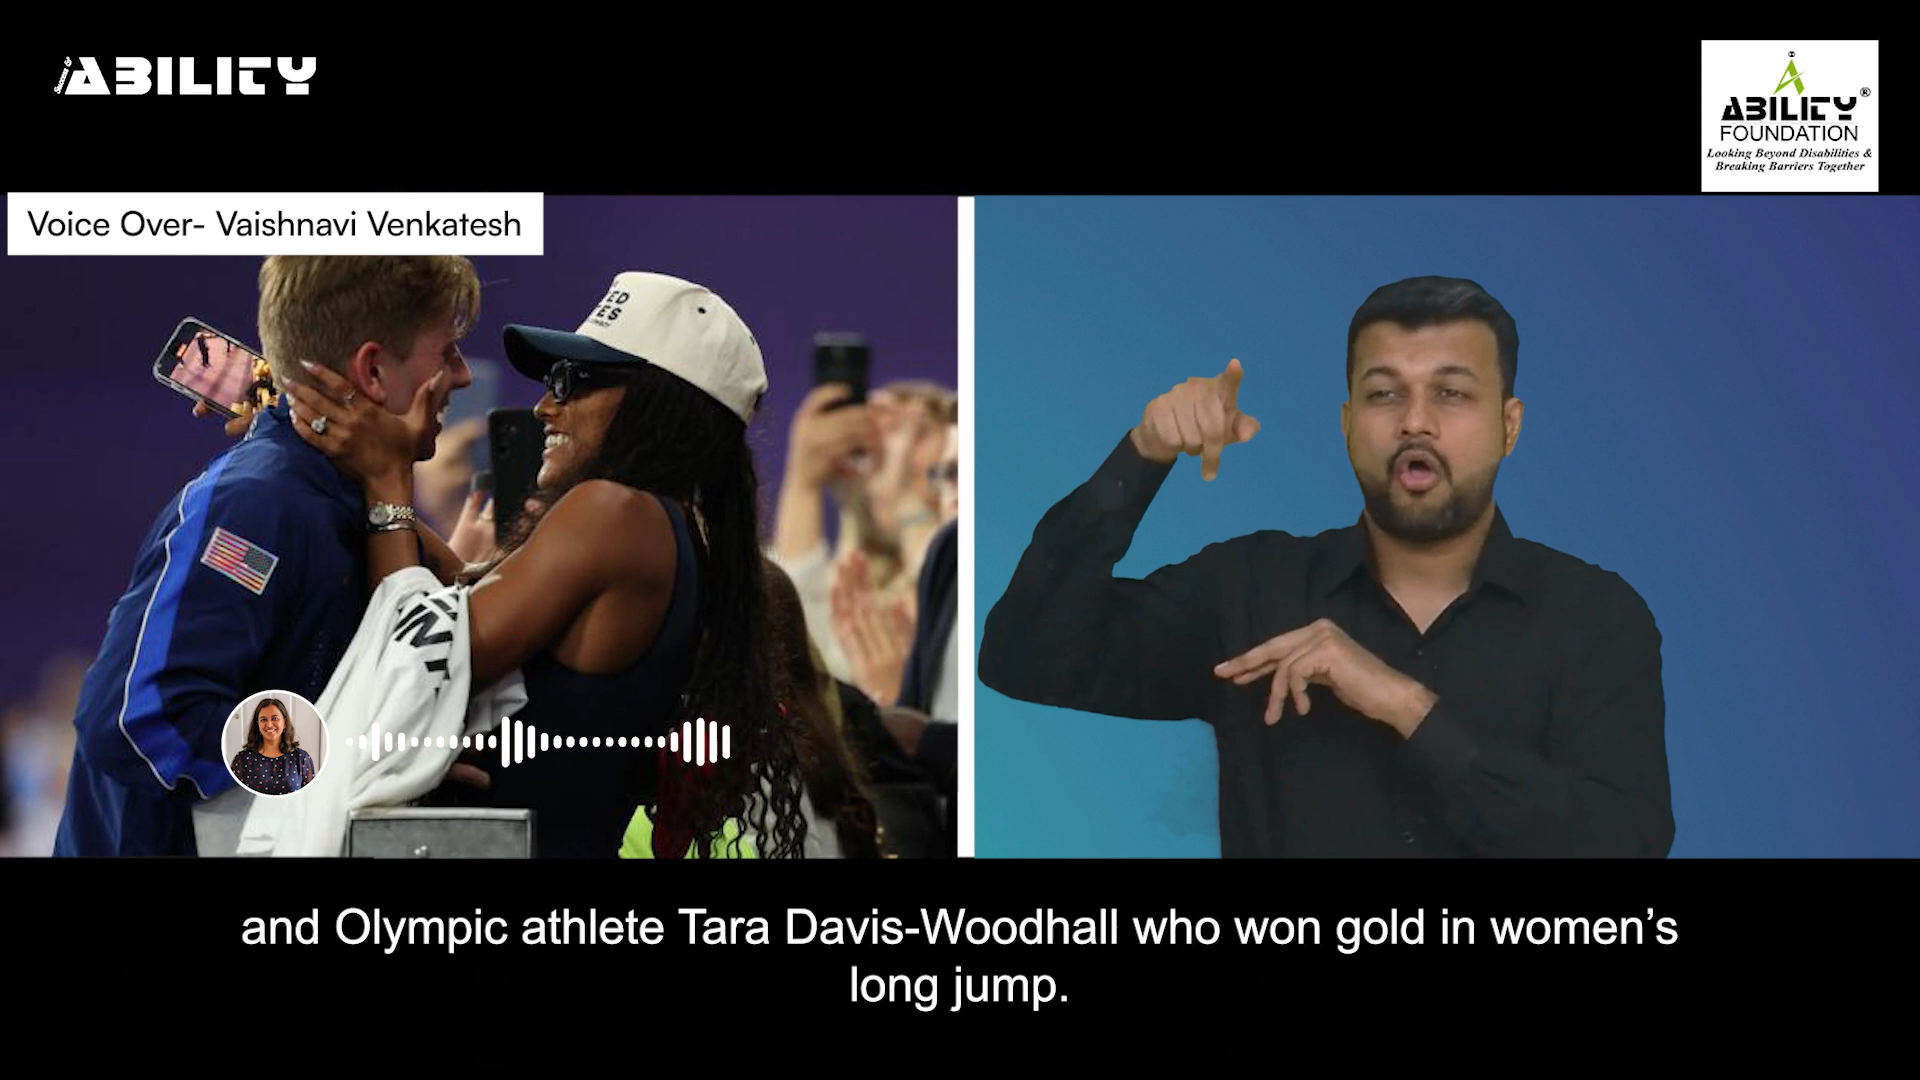 ABILITY
ABILITY®
FOUNDATION
Looking Beyond Disabilities &
Breaking Barriers Together
Voice Over- Vaishnavi Venkatesh
and Olympic athlete Tara Davis-Woodhall who won gold in women’s
long jump.